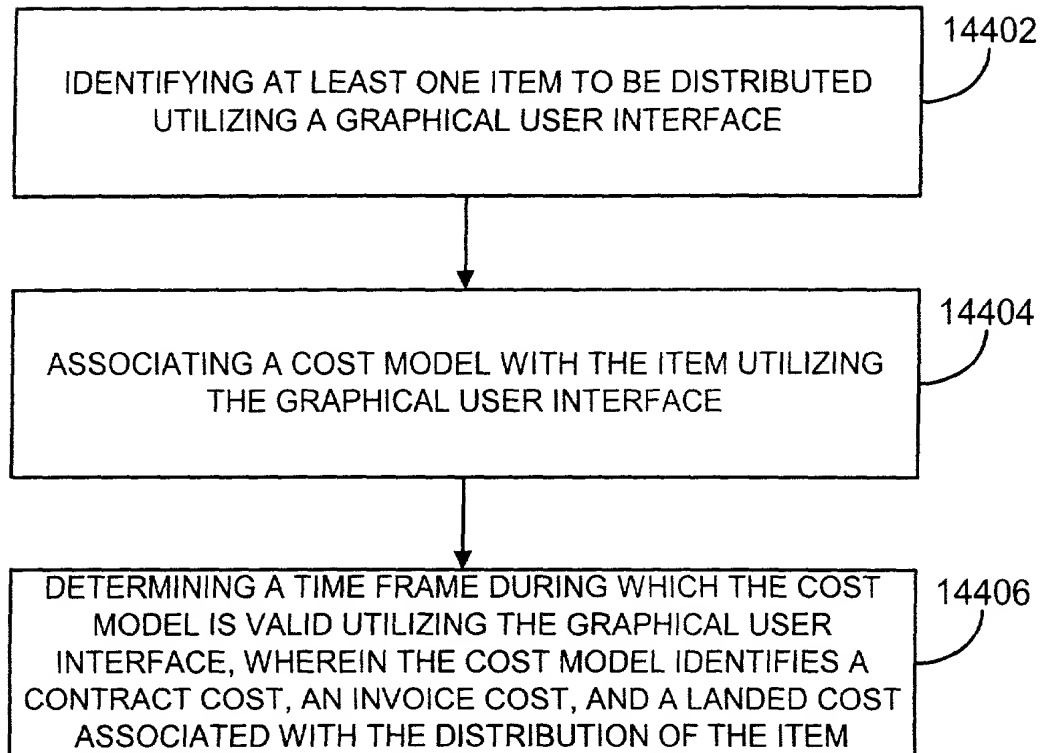 14402
IDENTIFYING AT LEAST ONE ITEM TO BE DISTRIBUTED
UTILIZING A GRAPHICAL USER INTERFACE
14404
ASSOCIATING A COST MODEL WITH THE ITEM UTILIZING
THE GRAPHICAL USER INTERFACE
14406
DETERMINING A TIME FRAME DURING WHICH THE COST
MODEL IS VALID UTILIZING THE GRAPHICAL USER
INTERFACE, WHEREIN THE COST MODEL IDENTIFIES A
CONTRACT COST, AN INVOICE COST, AND A LANDED COST
ASSOCIATED WITH THE DISTRIBUTION OF THE ITEM